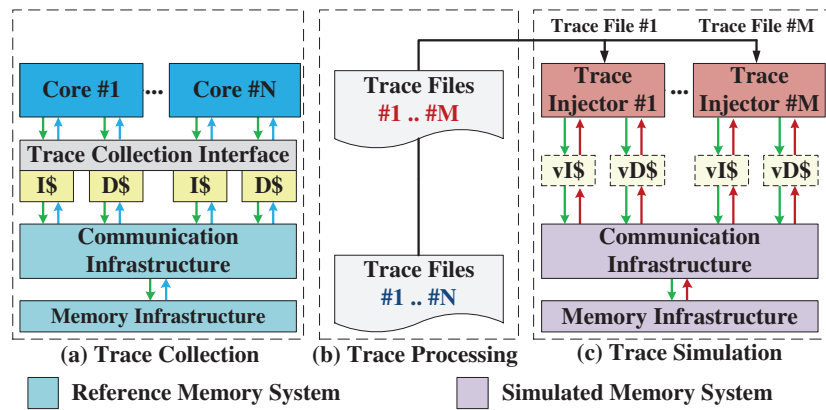 Trace File #1
Trace File #M
Core #1
...
Core #N
Trace Collection Interface
I$
D$
I$
D$
Communication
Infrastructure
Memory Infrastructure
(a) Trace Collection
Trace Files
#1 .. #M
Trace Files
#1 .. #N
(b) Trace Processing
Trace
Injector #1
...
Trace
Injector #M
vI$
vD$
vI$
vD$
Communication
Infrastructure
Memory Infrastructure
(c) Trace Simulation
Reference Memory System
Simulated Memory System